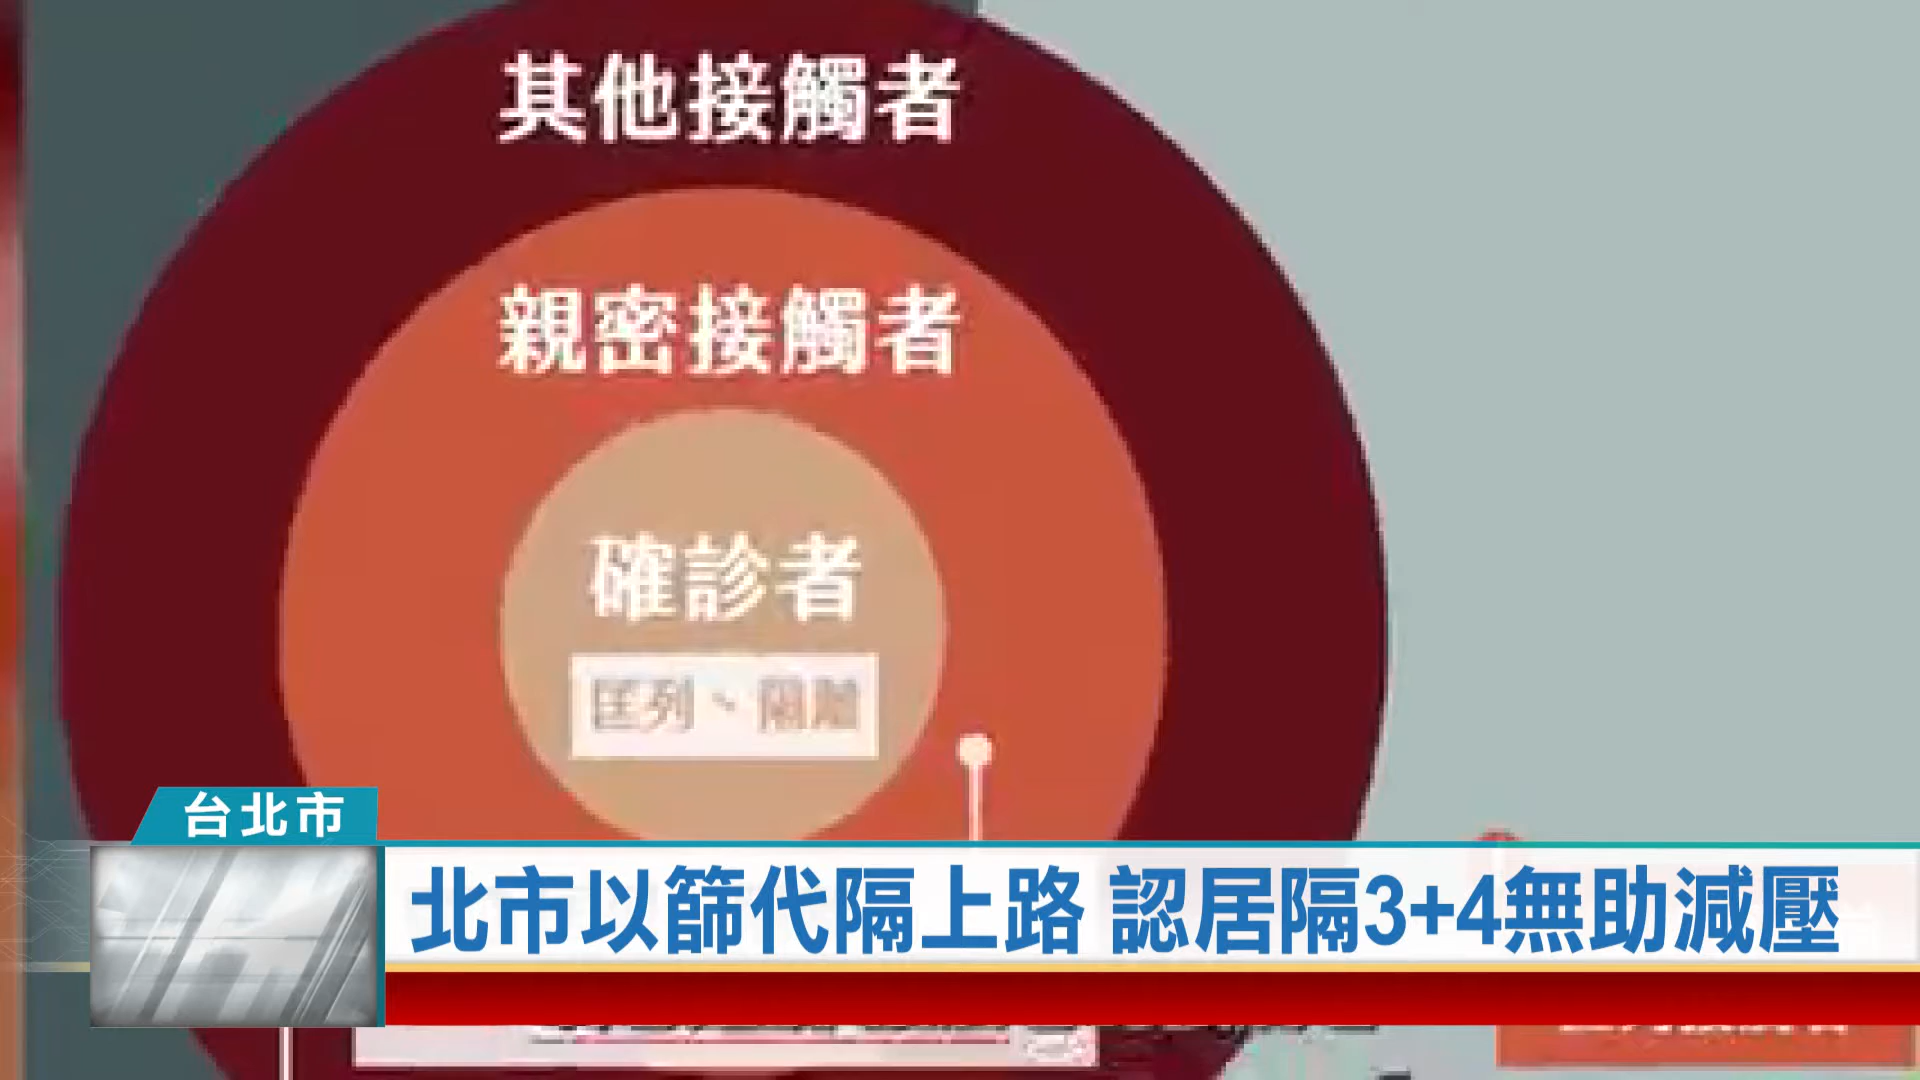 其他接觸者
親密接觸者
確診者
匡列、隔離
台北市
北市以篩代隔上路 認居隔3+4無助減壓